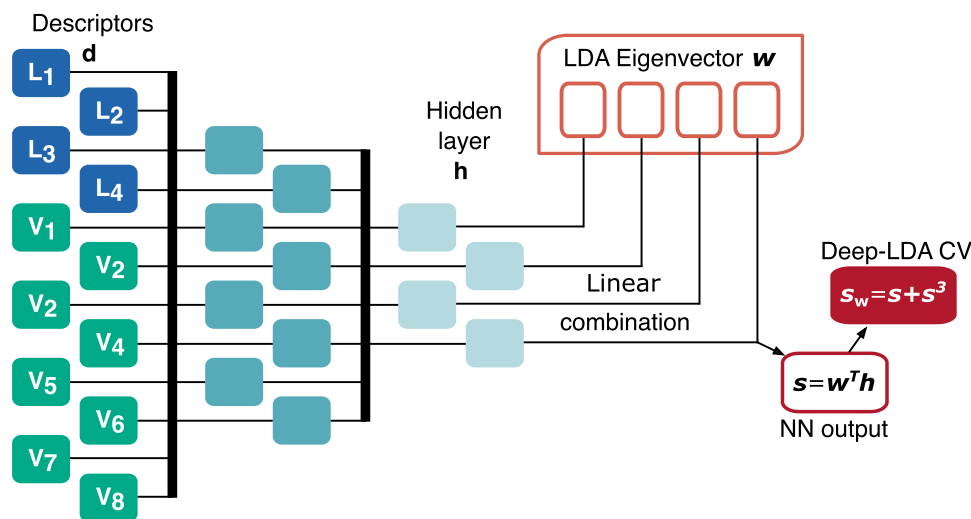 Descriptors
d
L1
L2
L3
L4
V1
V2
V2
V4
V5
V6
V7
V8
Hidden
layer
h
LDA Eigenvector w
Linear
combination
Deep-LDA CV
s_w=s+s³
s=wᵀh
NN output